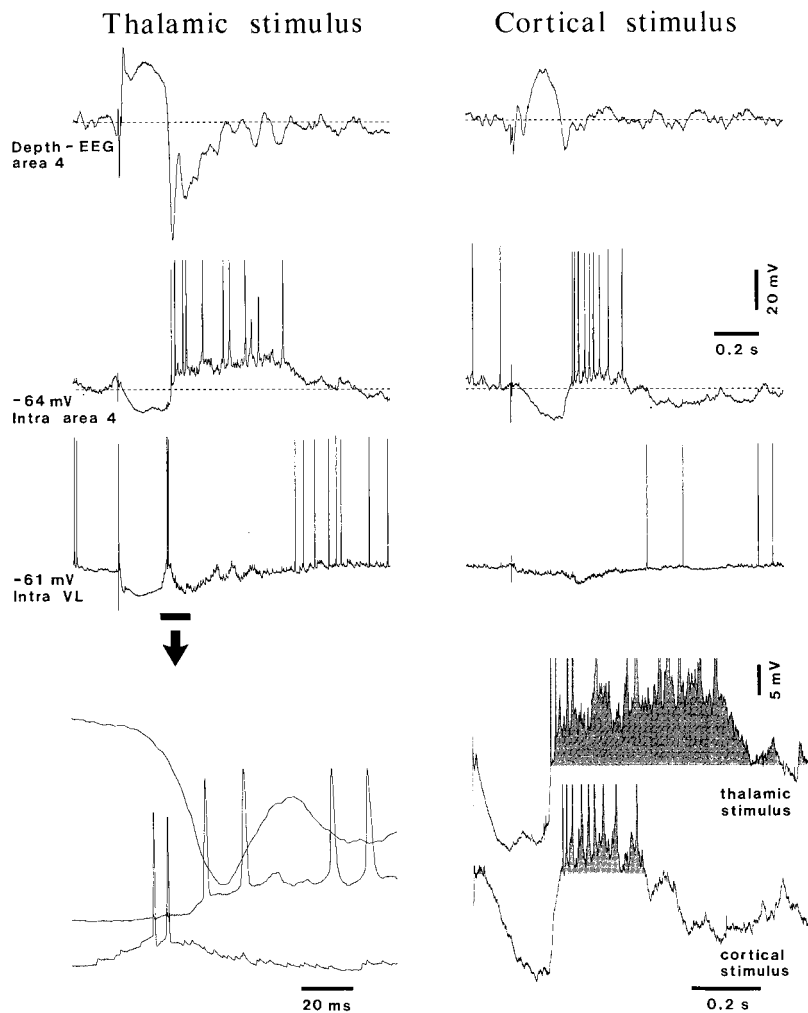 Thalamic stimulus
Cortical stimulus
Depth-EEG
area 4
20 mV
0.2 s
-64 mV
Intra area 4
-61 mV
Intra VL
5 mV
thalamic
stimulus
cortical
stimulus
20 ms
0.2 s